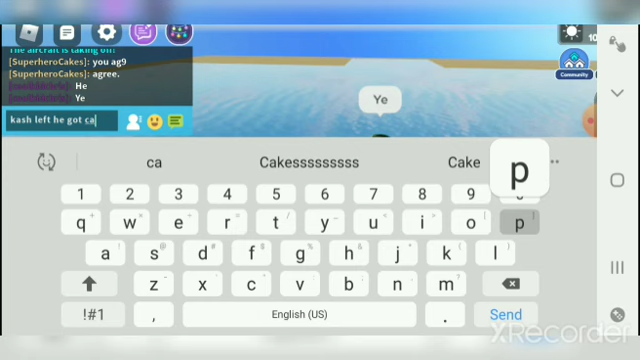 The aircraft is taking off!
[SuperheroCakes]: you ag9
[SuperheroCakes]: agree.
He
Ye
kash left he got ca
Ye
10
Community
ca Cakesssssssss Cake
p
1 2 3 4 5 6 7 8 9
q w e r t y u i o p
a s d f g h j k l
z x c v b n m
!#1 , English (US) . Send
XRecorder